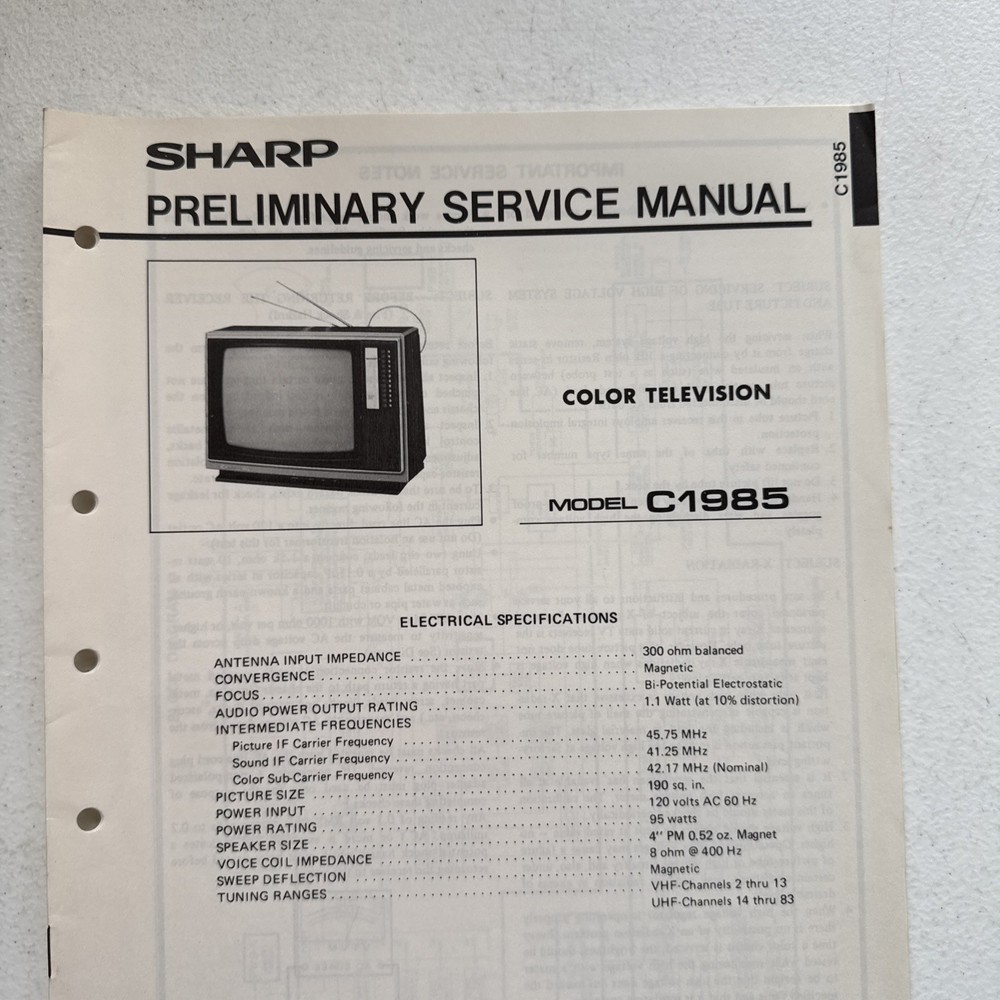 SHARP
PRELIMINARY SERVICE MANUAL
C1985
COLOR TELEVISION
MODEL C1985
ELECTRICAL SPECIFICATIONS
ANTENNA INPUT IMPEDANCE 300 ohm balanced
CONVERGENCE Magnetic
FOCUS Bi-Potential Electrostatic
AUDIO POWER OUTPUT RATING 1.1 Watt (at 10% distortion)
INTERMEDIATE FREQUENCIES
Picture IF Carrier Frequency 45.75 MHz
Sound IF Carrier Frequency 41.25 MHz
Color Sub-Carrier Frequency 42.17 MHz (Nominal)
PICTURE SIZE 190 sq. in.
POWER INPUT 120 volts AC 60 Hz
POWER RATING 95 watts
SPEAKER SIZE 4" PM 0.52 oz. Magnet
VOICE COIL IMPEDANCE 8 ohm @ 400 Hz
SWEEP DEFLECTION Magnetic
TUNING RANGES VHF-Channels 2 thru 13
UHF-Channels 14 thru 83